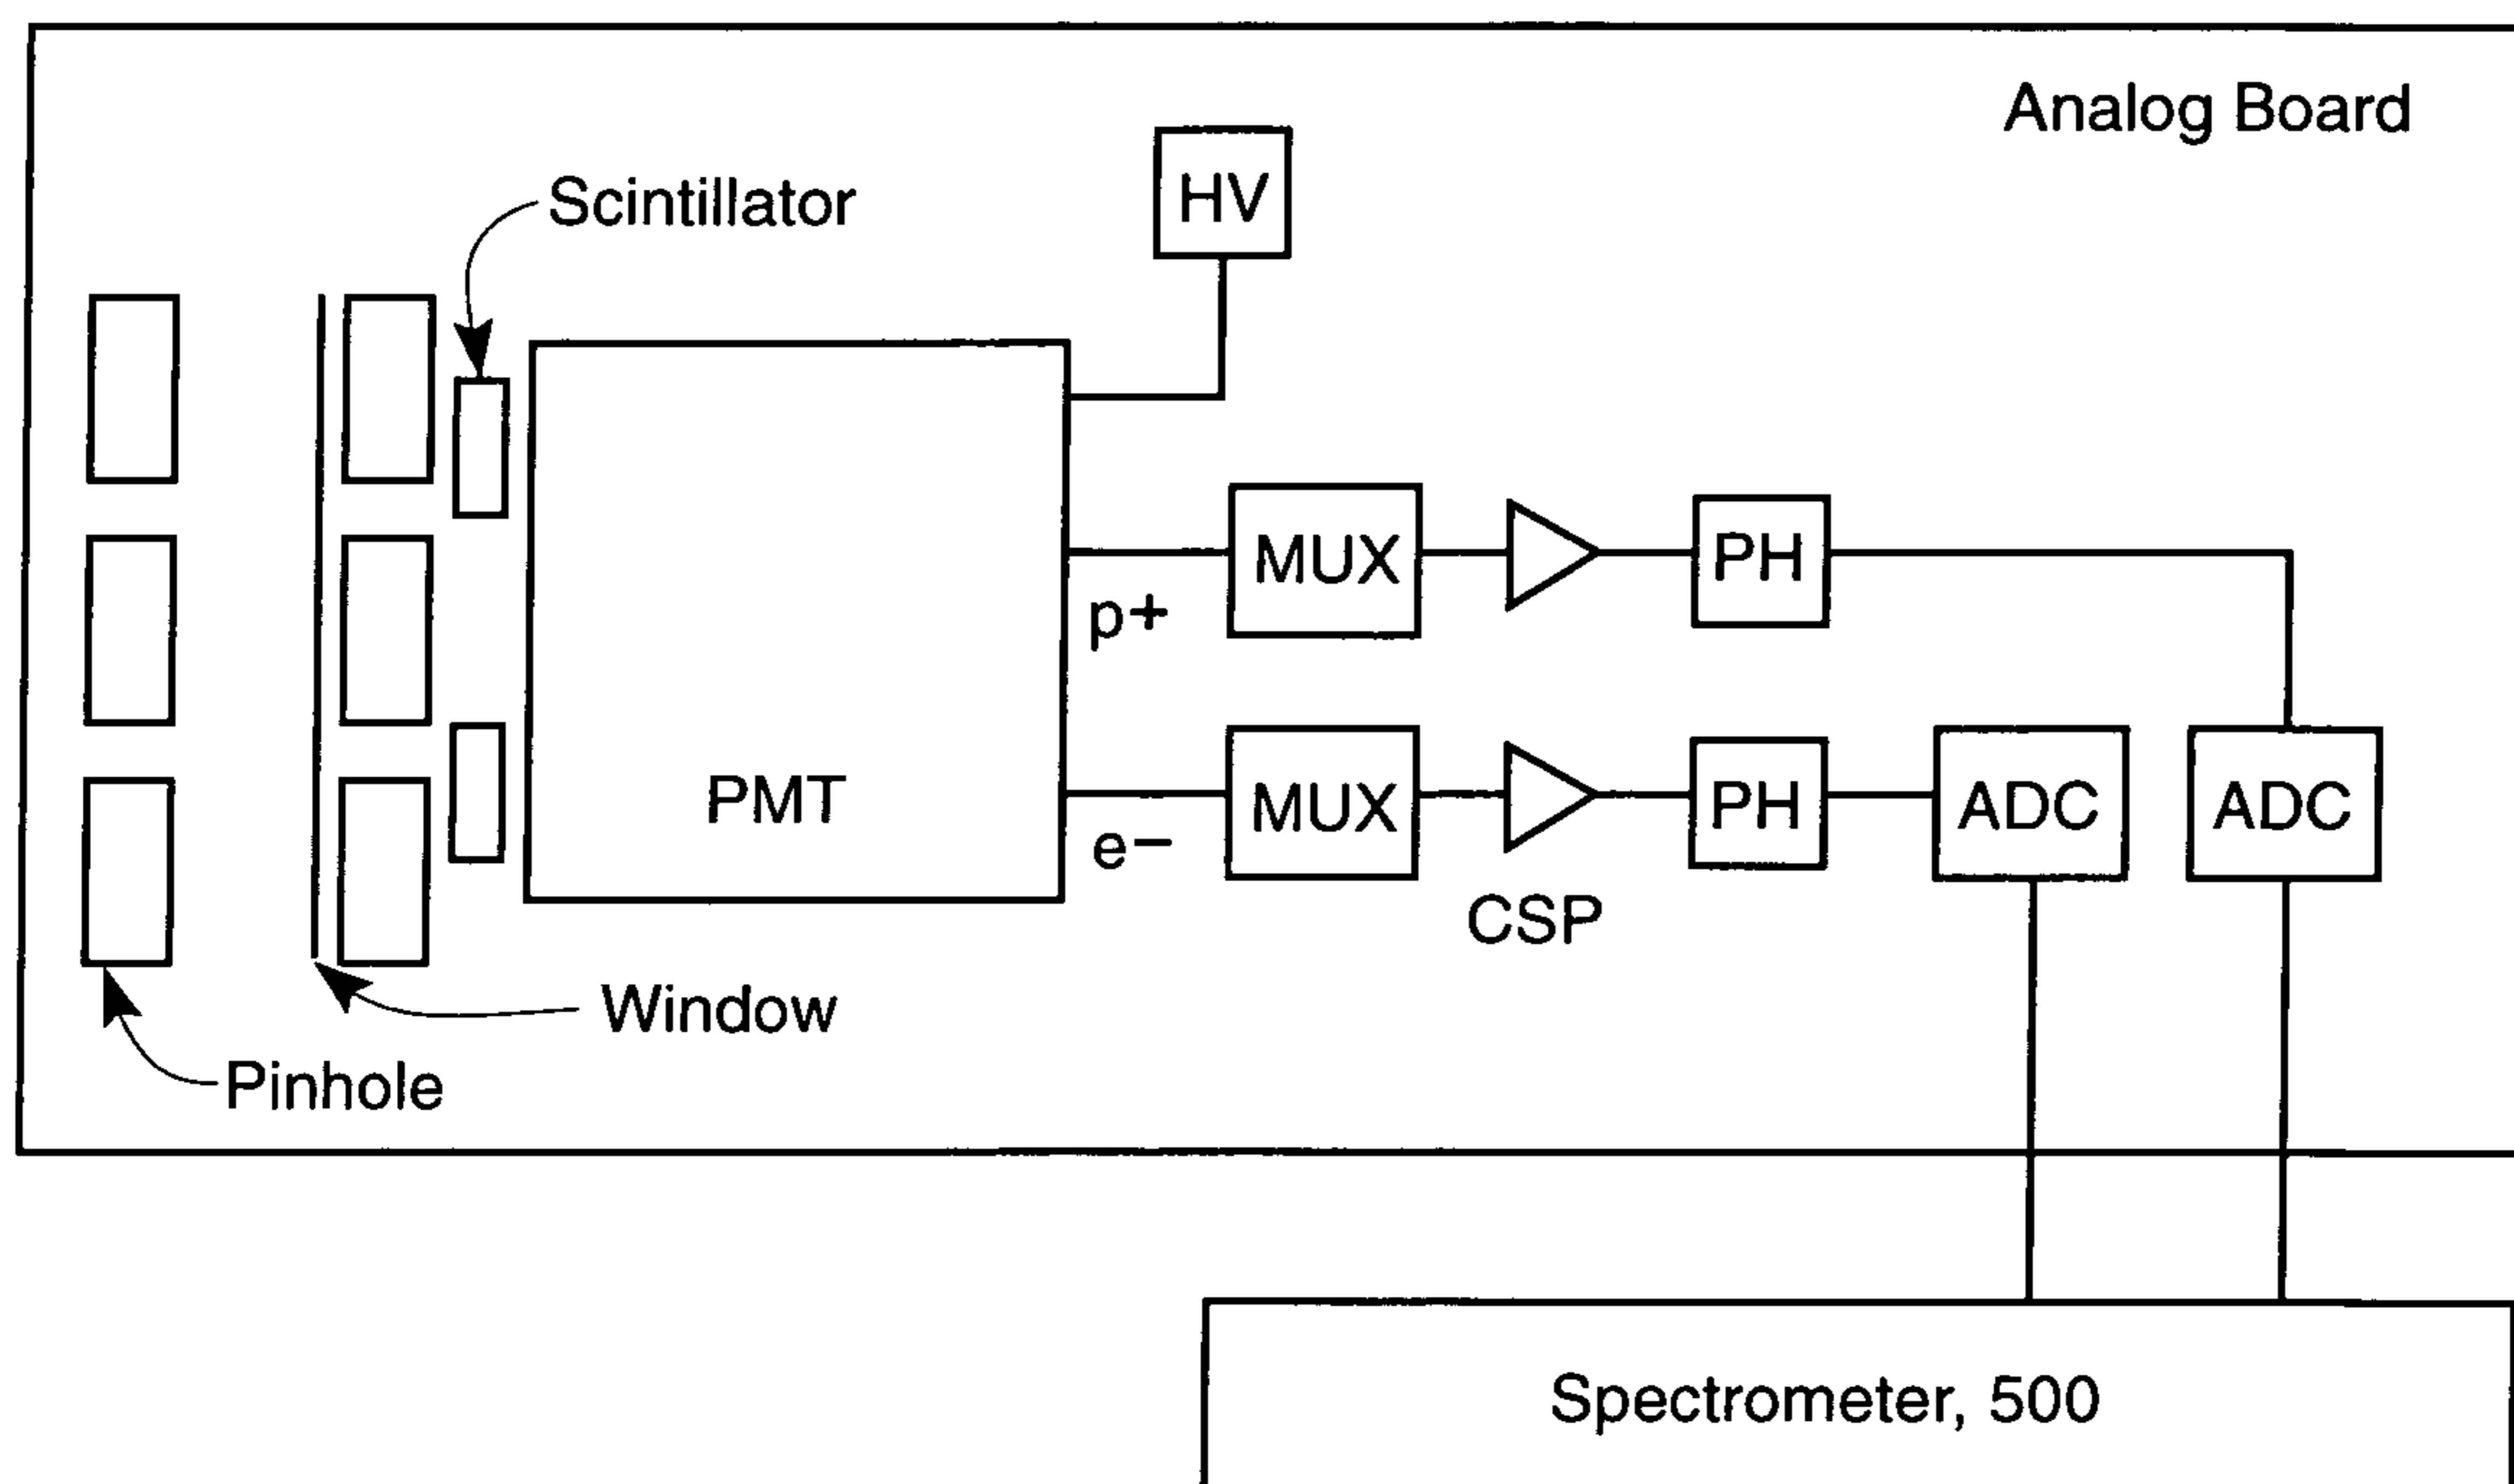 Analog Board
HV
Scintillator
MUX
PH
p+
PMT
MUX
PH
ADC
ADC
e−
CSP
Window
Pinhole
Spectrometer, 500